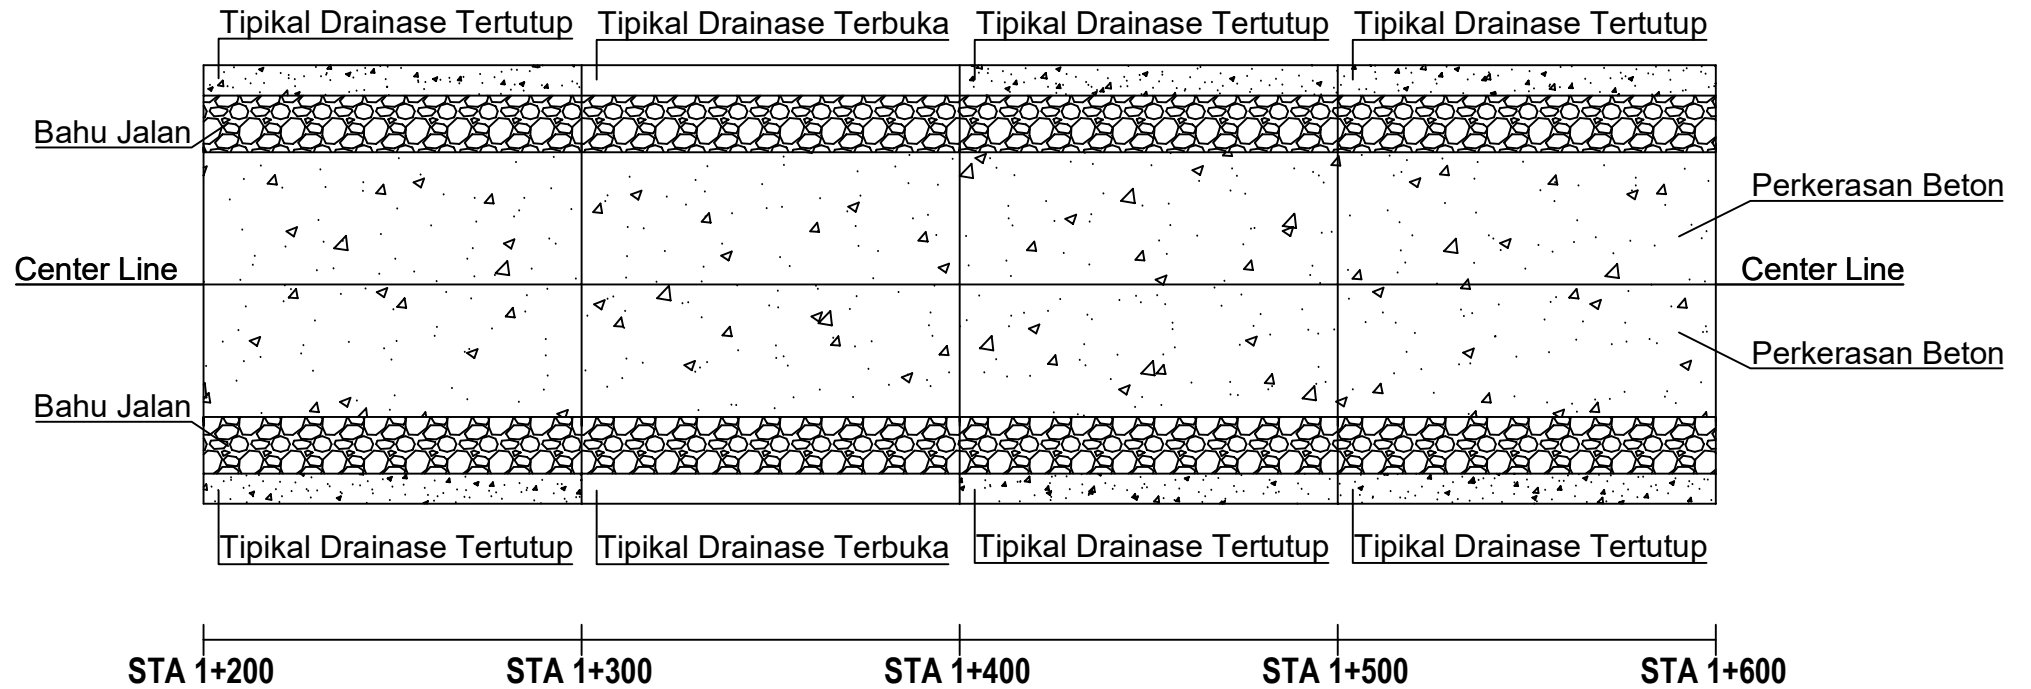 Tipikal Drainase Tertutup
Tipikal Drainase Terbuka
Tipikal Drainase Tertutup
Tipikal Drainase Tertutup
Bahu Jalan
Perkerasan Beton
Center Line
Center Line
Perkerasan Beton
Bahu Jalan
Tipikal Drainase Tertutup
Tipikal Drainase Terbuka
Tipikal Drainase Tertutup
Tipikal Drainase Tertutup
STA 1+200
STA 1+300
STA 1+400
STA 1+500
STA 1+600